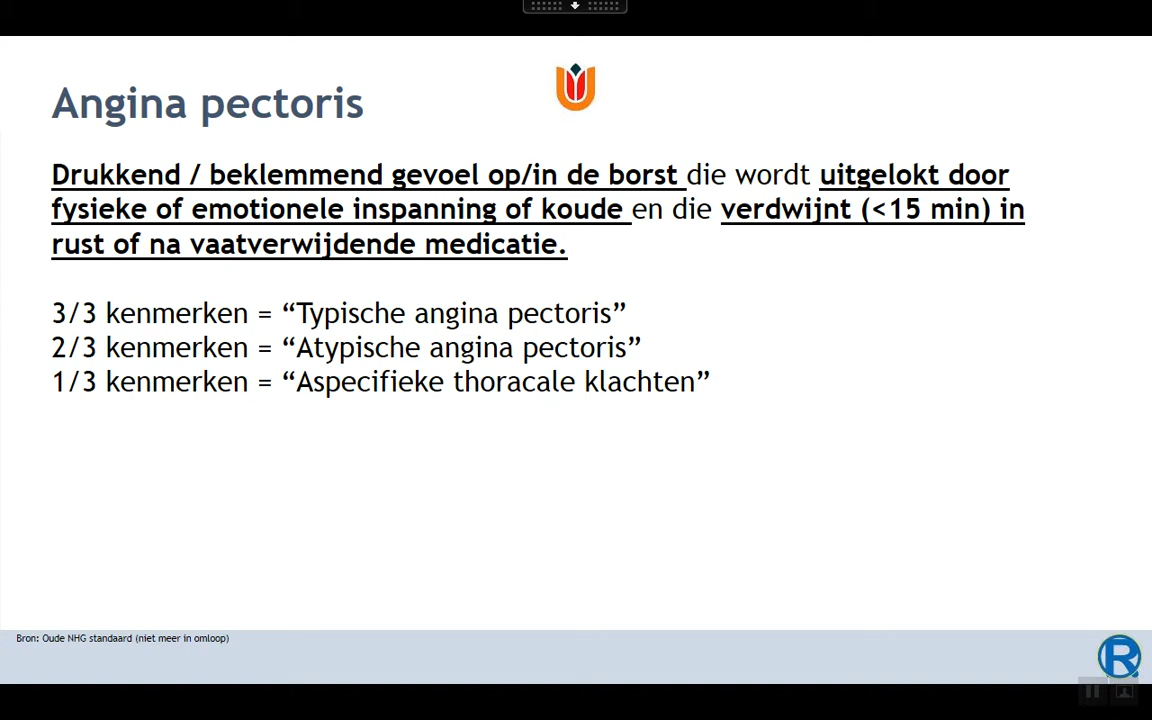 Angina pectoris
Drukkend / beklemmend gevoel op/in de borst die wordt uitgelokt door
fysieke of emotionele inspanning of koude en die verdwijnt (<15 min) in
rust of na vaatverwijdende medicatie.
3/3 kenmerken = “Typische angina pectoris”
2/3 kenmerken = “Atypische angina pectoris”
1/3 kenmerken = “Aspecifieke thoracale klachten”
Bron: Oude NHG standaard (niet meer in omloop)
R